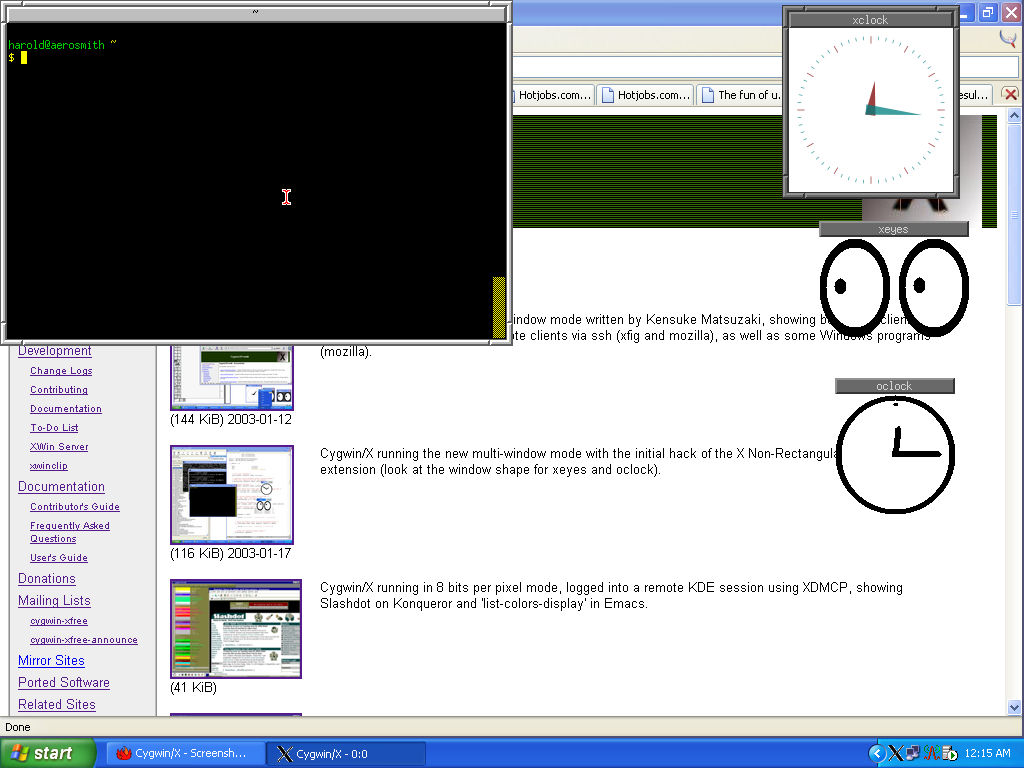 ~
harold@aerosmith ~
$
xclock
Hotjobs.com...
Hotjobs.com...
The fun of u.
esul...
xeyes
indow mode written by Kensuke Matsuzaki, showing b
clien
te clients via ssh (xfig and mozilla), as well as some Windows programs
(mozilla).
oclock
Development
Change Logs
Contributing
Documentation
To-Do List
XWin Server
xwinclip
Documentation
Contributor's Guide
Frequently Asked
Questions
User's Guide
Donations
Mailing Lists
cygwin-xfree
cygwin-xfree-announce
Mirror Sites
Ported Software
Related Sites
(144 KiB) 2003-01-12
Cygwin/X running the new multi-window mode with the initial hack of the X Non-Rectangula
extension (look at the window shape for xeyes and oclock).
(116 KiB) 2003-01-17
Cygwin/X running in 8 bits per pixel mode, logged into a remote KDE session using XDMCP, showing
Slashdot on Konqueror and 'list-colors-display' in Emacs.
(41 KiB)
Done
start
Cygwin/X - Screensh...
Cygwin/X - 0:0
12:15 AM